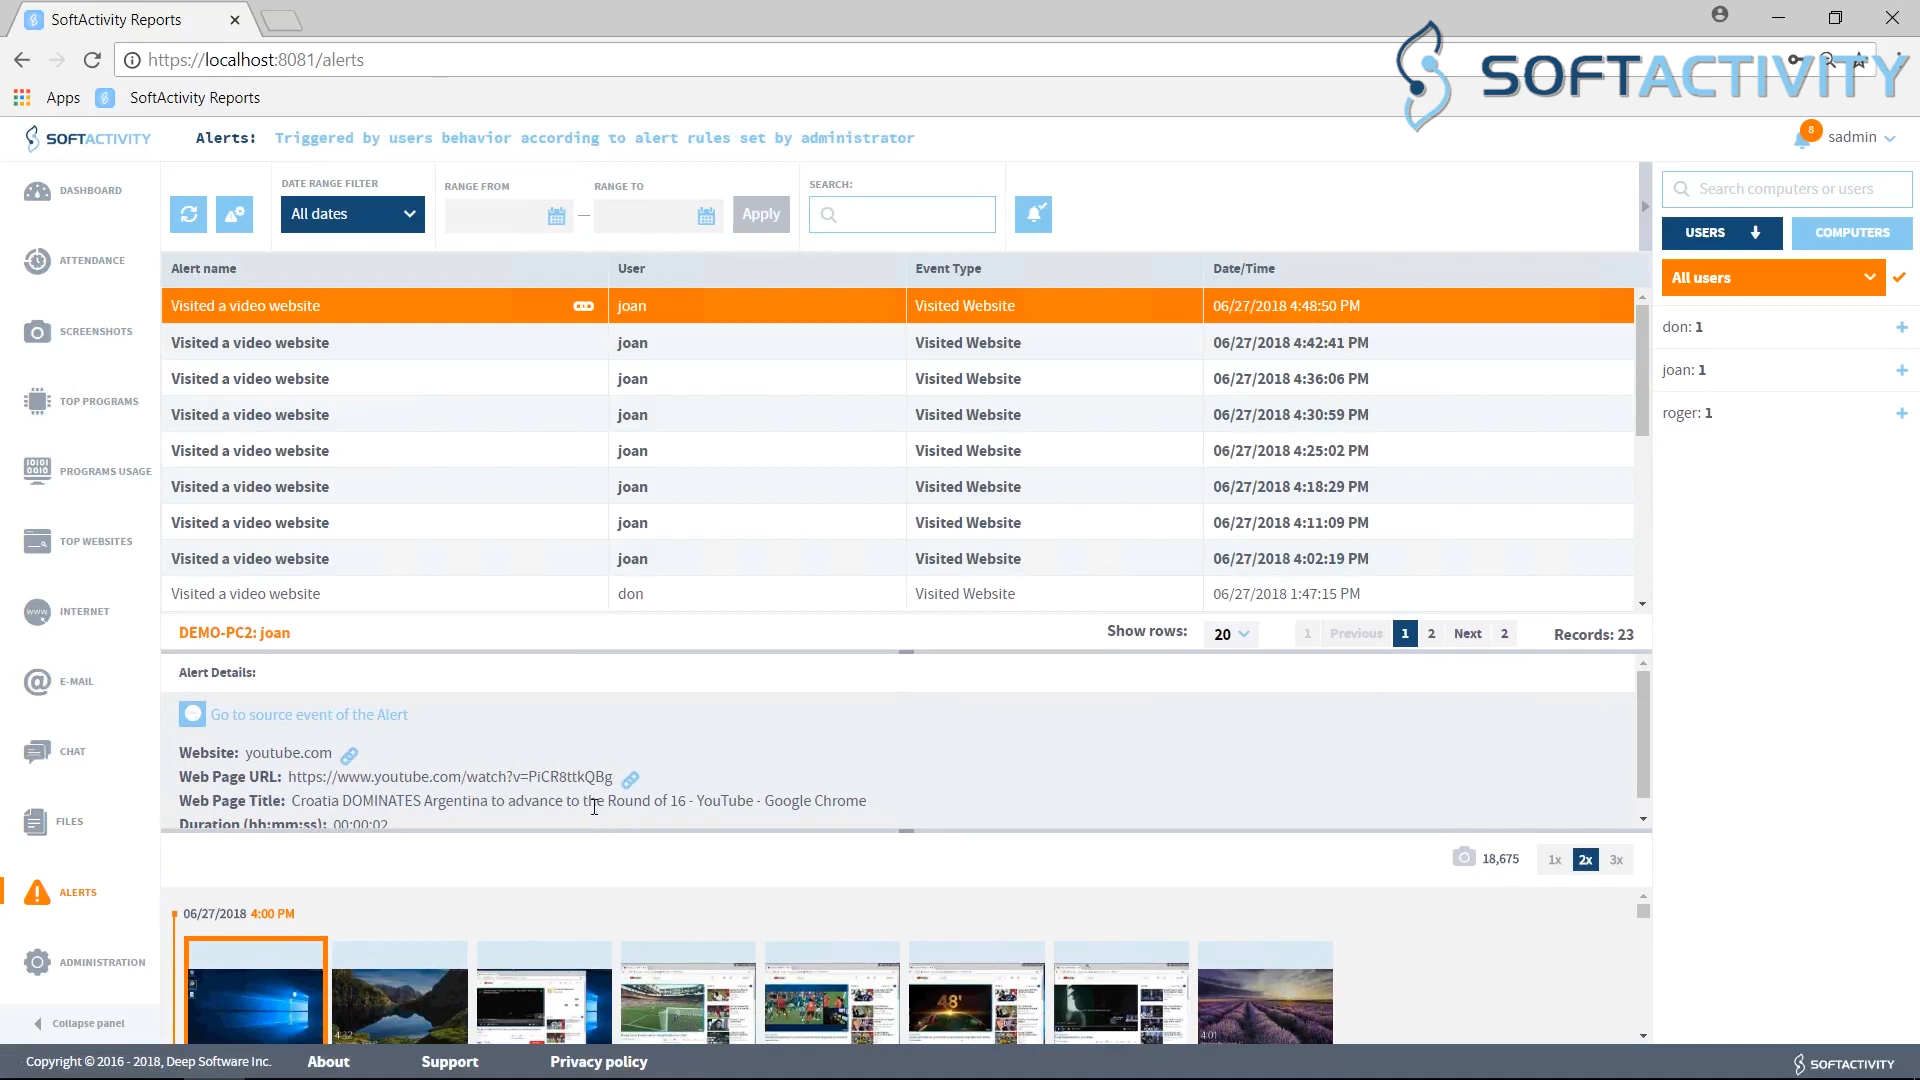 SoftActivity Reports
https://localhost:8081/alerts
SOFTACTIVITY
Apps
SoftActivity Reports
SOFTACTIVITY
Alerts: Triggered by users behavior according to alert rules set by administrator
8
sadmin
DASHBOARD
ATTENDANCE
SCREENSHOTS
TOP PROGRAMS
PROGRAMS USAGE
TOP WEBSITES
INTERNET
E-MAIL
CHAT
FILES
ALERTS
ADMINISTRATION
Collapse panel
DATE RANGE FILTER
All dates
RANGE FROM
—
RANGE TO
Apply
SEARCH:
Alert name User Event Type Date/Time
Visited a video website joan Visited Website 06/27/2018 4:48:50 PM
Visited a video website joan Visited Website 06/27/2018 4:42:41 PM
Visited a video website joan Visited Website 06/27/2018 4:36:06 PM
Visited a video website joan Visited Website 06/27/2018 4:30:59 PM
Visited a video website joan Visited Website 06/27/2018 4:25:02 PM
Visited a video website joan Visited Website 06/27/2018 4:18:29 PM
Visited a video website joan Visited Website 06/27/2018 4:11:09 PM
Visited a video website joan Visited Website 06/27/2018 4:02:19 PM
Visited a video website don Visited Website 06/27/2018 1:47:15 PM
DEMO-PC2: joan
Show rows: 20 1 Previous 1 2 Next 2 Records: 23
Alert Details:
Go to source event of the Alert
Website: youtube.com
Web Page URL: https://www.youtube.com/watch?v=PiCR8ttkQBg
Web Page Title: Croatia DOMINATES Argentina to advance to the Round of 16 - YouTube - Google Chrome
Duration (hh:mm:ss): 00:00:02
18,675 1x 2x 3x
06/27/2018 4:00 PM
4:32
48'
4:01
Search computers or users
USERS
COMPUTERS
All users
don: 1
joan: 1
roger: 1
Copyright © 2016 - 2018, Deep Software Inc. About Support Privacy policy
SOFTACTIVITY